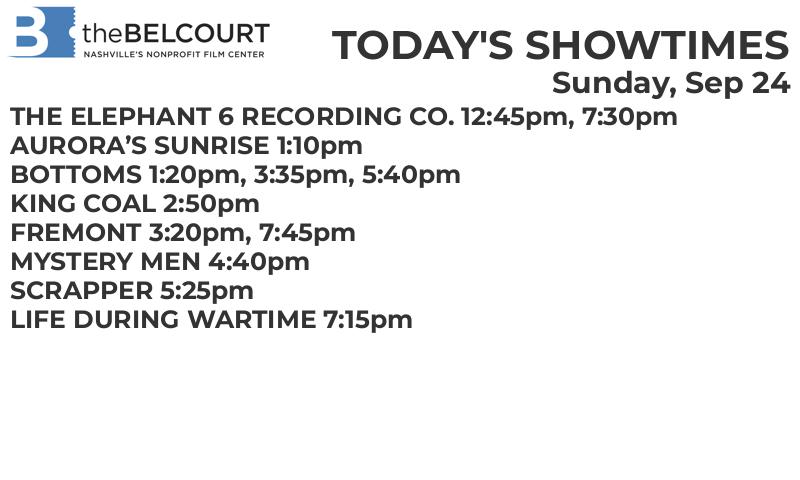 B theBELCOURT
NASHVILLE'S NONPROFIT FILM CENTER
TODAY'S SHOWTIMES
Sunday, Sep 24
THE ELEPHANT 6 RECORDING CO. 12:45pm, 7:30pm
AURORA’S SUNRISE 1:10pm
BOTTOMS 1:20pm, 3:35pm, 5:40pm
KING COAL 2:50pm
FREMONT 3:20pm, 7:45pm
MYSTERY MEN 4:40pm
SCRAPPER 5:25pm
LIFE DURING WARTIME 7:15pm